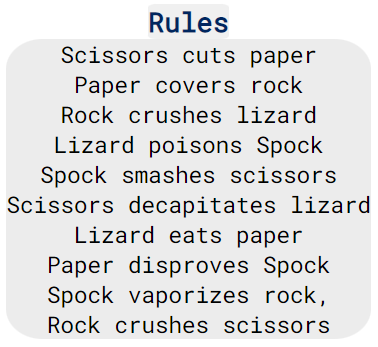 Rules
Scissors cuts paper
Paper covers rock
Rock crushes lizard
Lizard poisons Spock
Spock smashes scissors
Scissors decapitates lizard
Lizard eats paper
Paper disproves Spock
Spock vaporizes rock,
Rock crushes scissors